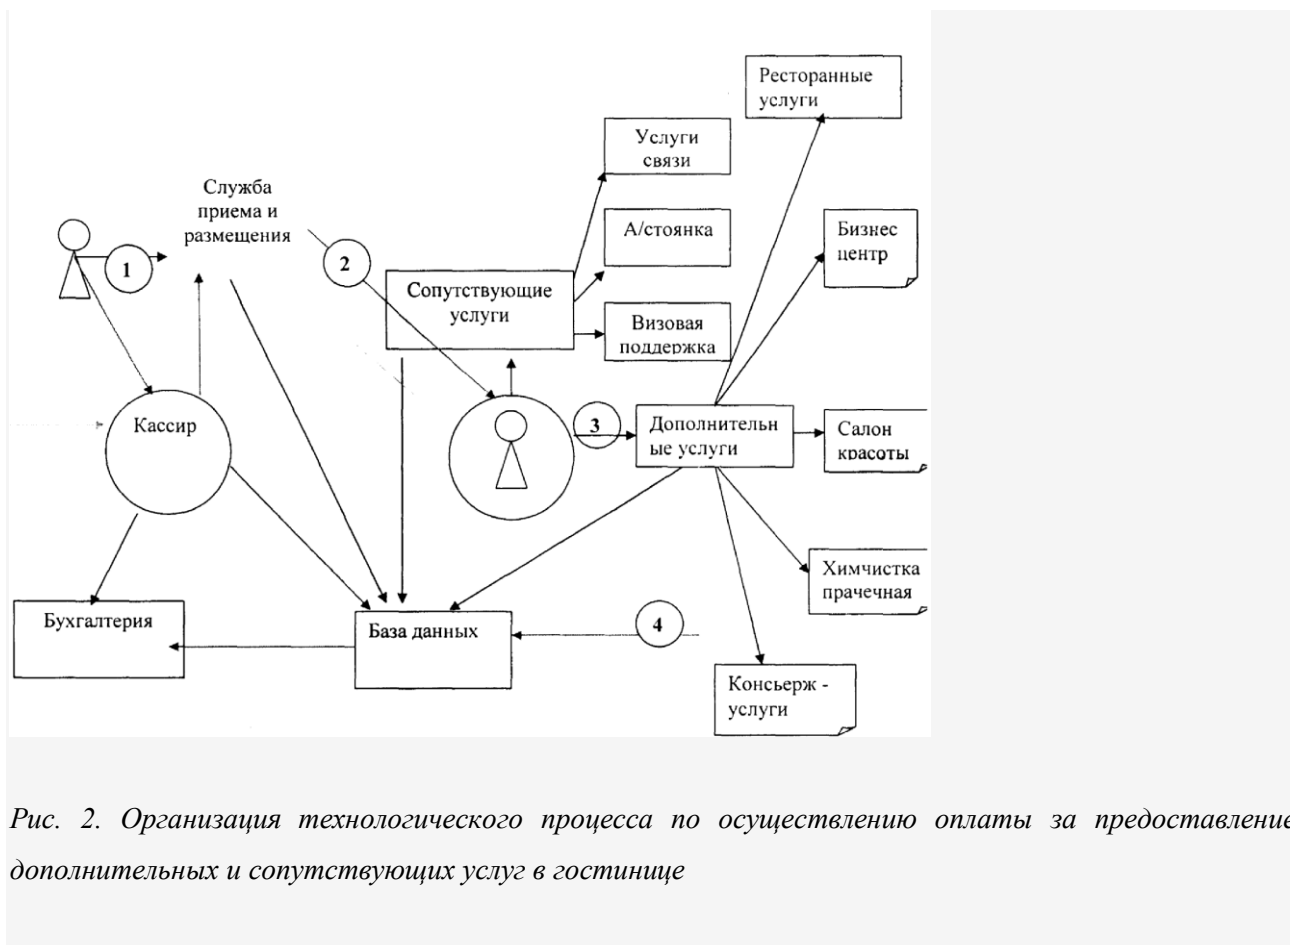 Ресторанные
услуги
Услуги
связи
Служба
приема и
размещения
А/стоянка
Бизнес
центр
1
2
Сопутствующие
услуги
Визовая
поддержка
Кассир
3
Дополнительн
ые услуги
Салон
красоты
Химчистка
прачечная
Бухгалтерия
База данных
4
Консьерж -
услуги
Рис. 2. Организация технологического процесса по осуществлению оплаты за предоставление
дополнительных и сопутствующих услуг в гостинице